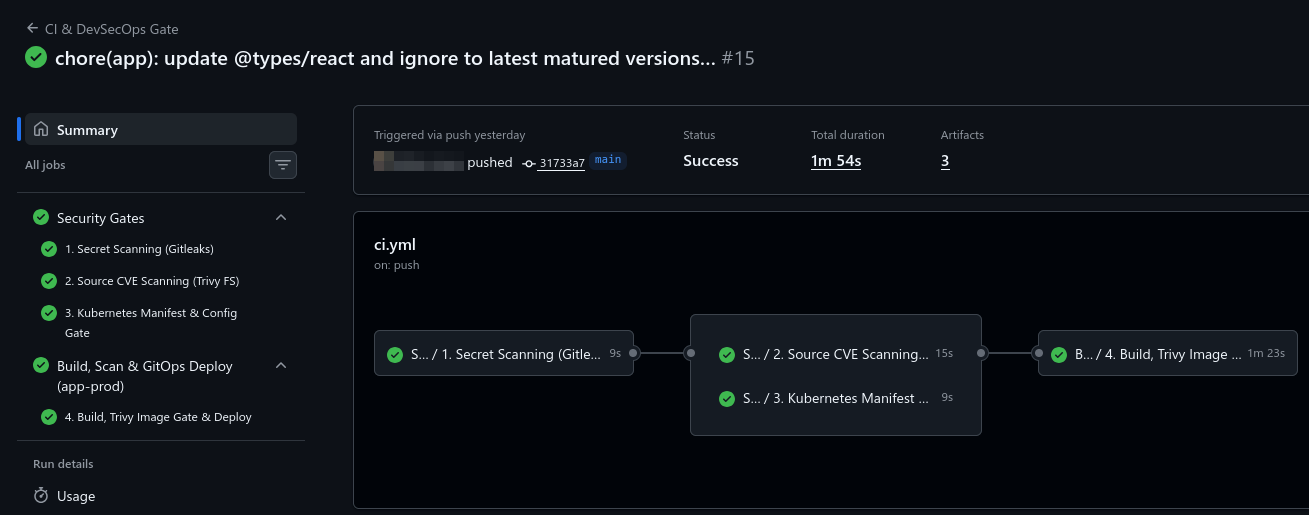 CI & DevSecOps Gate
chore(app): update @types/react and ignore to latest matured versions... #15
Summary
All jobs
Security Gates
1. Secret Scanning (Gitleaks)
2. Source CVE Scanning (Trivy FS)
3. Kubernetes Manifest & Config
Gate
Build, Scan & GitOps Deploy
(app-prod)
4. Build, Trivy Image Gate & Deploy
Run details
Usage
Triggered via push yesterday
pushed 31733a7 main
Status
Success
Total duration
1m 54s
Artifacts
3
ci.yml
on: push
S... / 1. Secret Scanning (Gitle... 9s
S... / 2. Source CVE Scanning... 15s
S... / 3. Kubernetes Manifest ... 9s
B... / 4. Build, Trivy Image ... 1m 23s